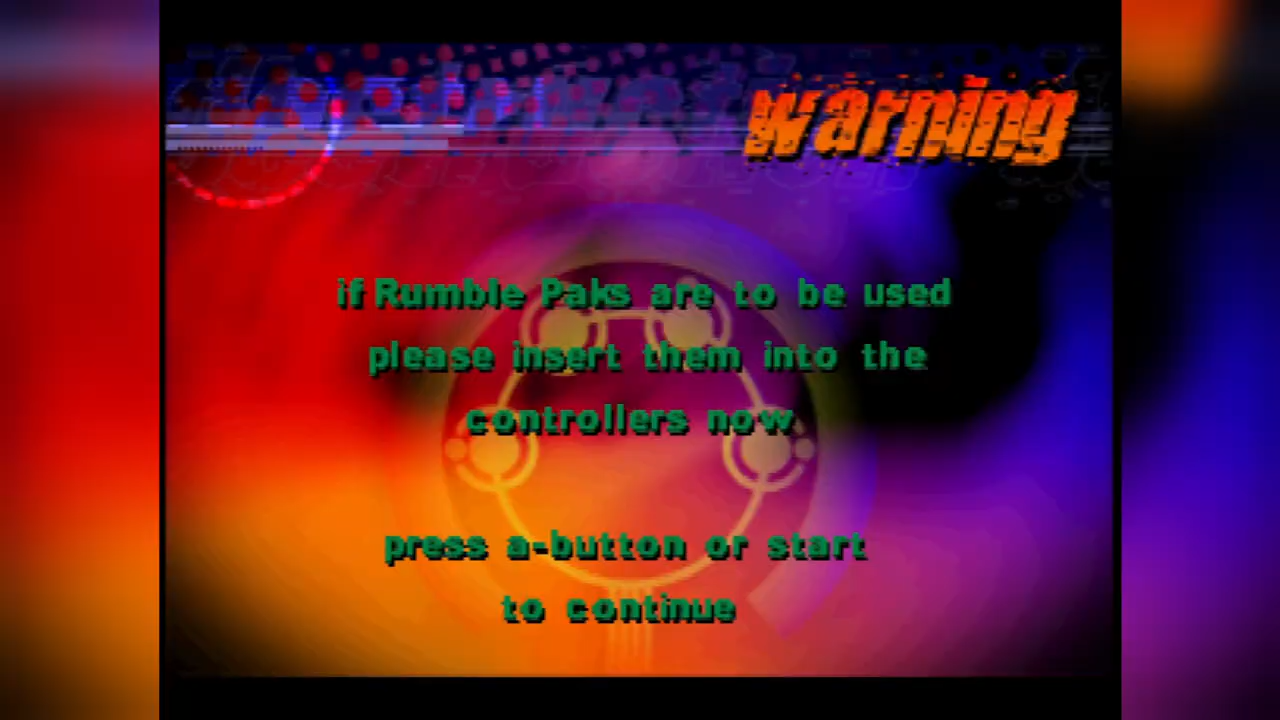 warning
if Rumble Paks are to be used
please insert them into the
controllers now
press a-button or start
to continue